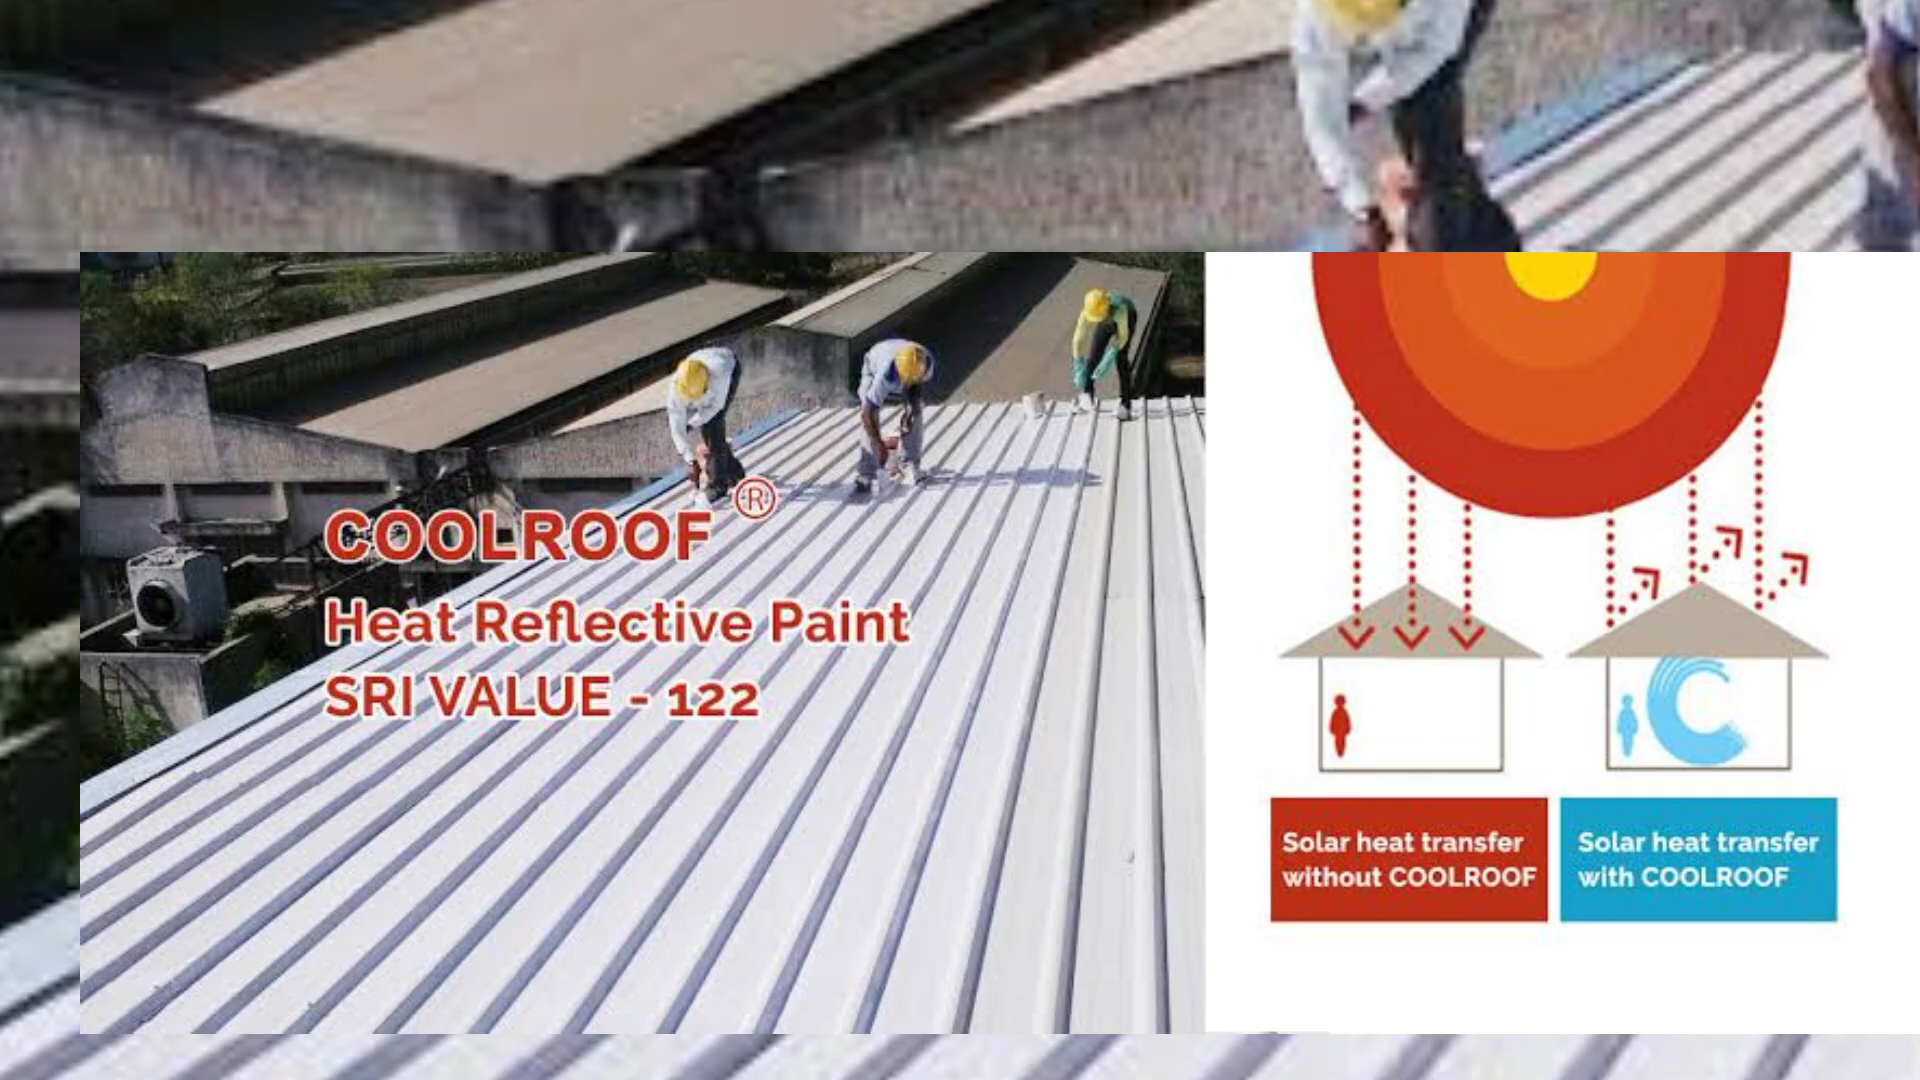 COOLROOF ®
Heat Reflective Paint
SRI VALUE - 122
Solar heat transfer
without COOLROOF
Solar heat transfer
with COOLROOF